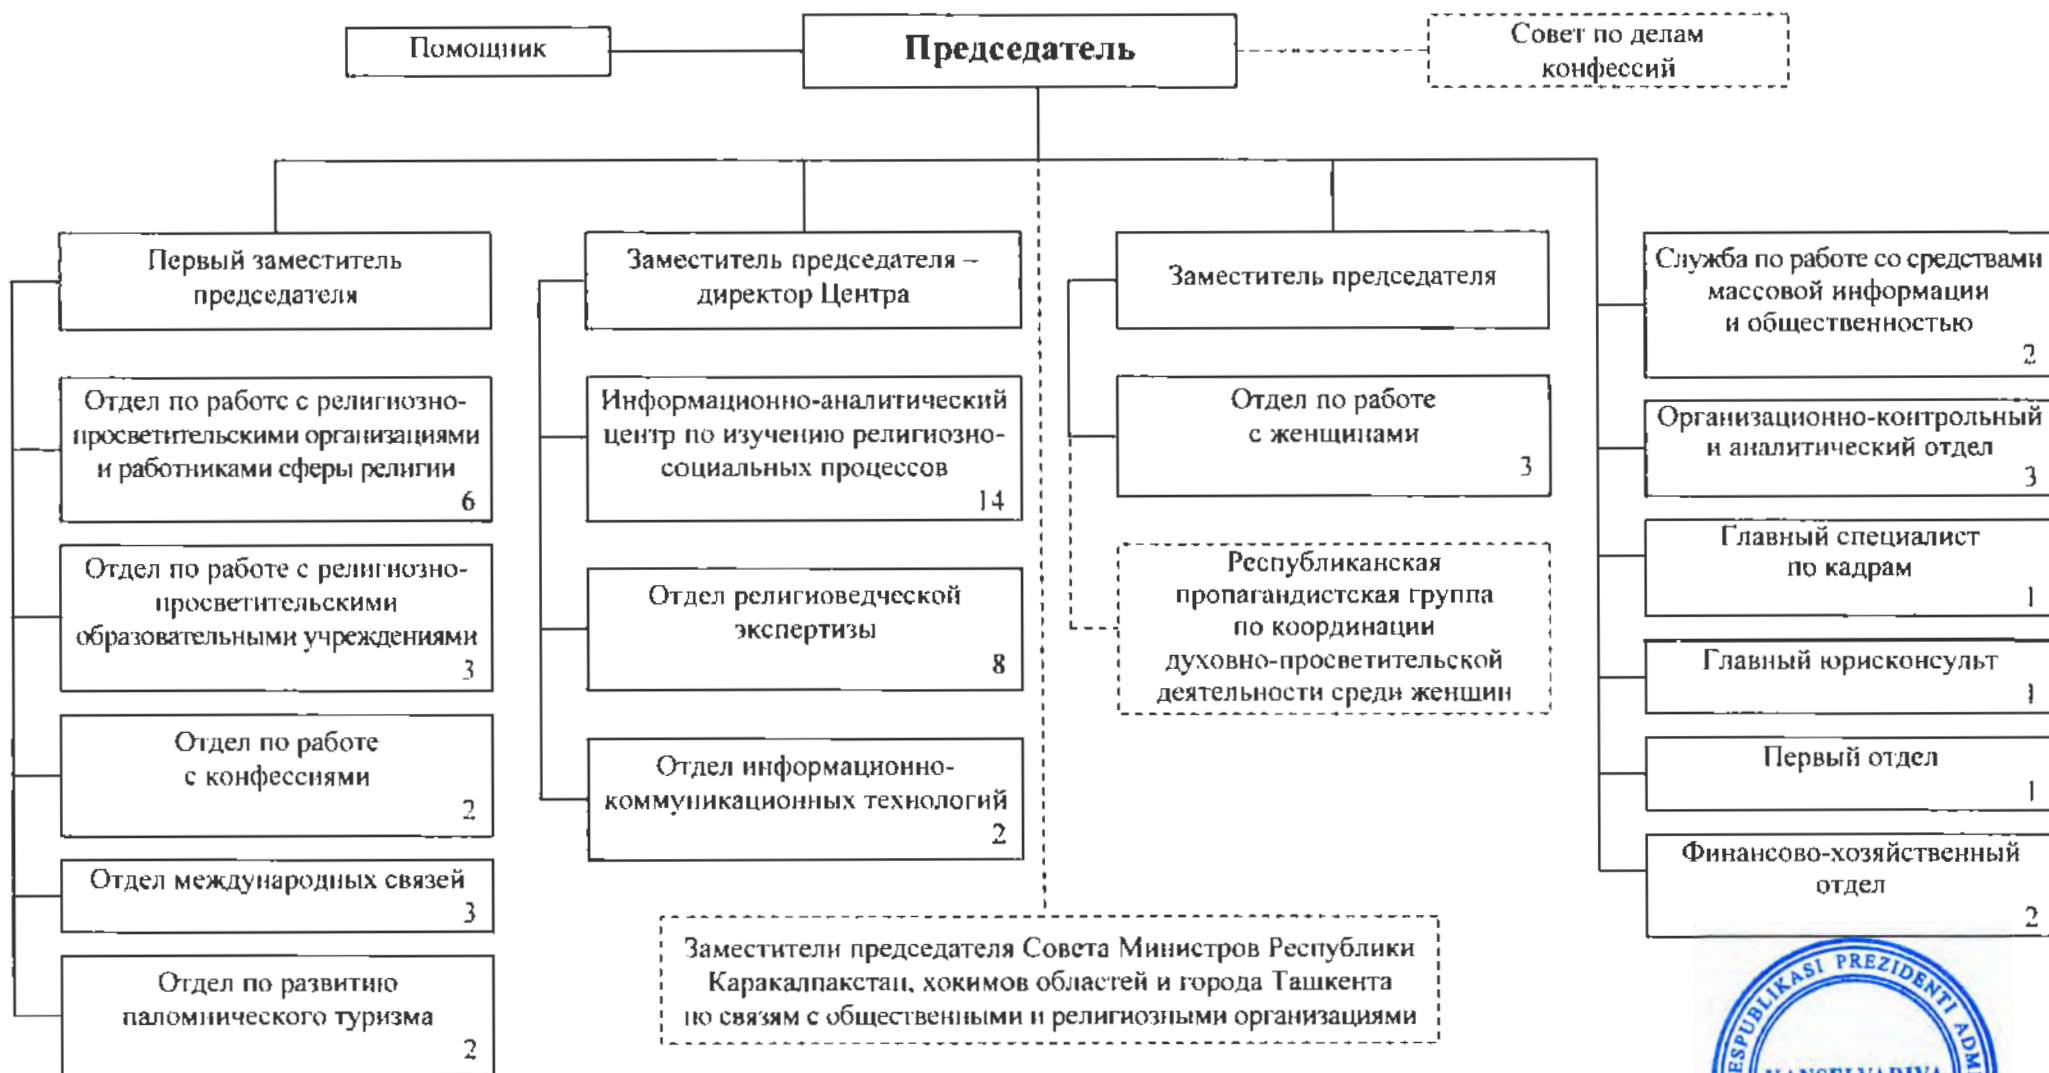 Помощник
Председатель
Совет по делам
конфессий
Первый заместитель
председателя
Отдел по работе с религиозно-
просветительскими организациями
и работниками сферы религии
6
Отдел по работе с религиозно-
просветительскими
образовательными учреждениями
3
Отдел по работе
с конфессиями
2
Отдел международных связей
3
Отдел по развитию
паломнического туризма
2
Заместитель председателя –
директор Центра
Информационно-аналитический
центр по изучению религиозно-
социальных процессов
14
Отдел религиоведческой
экспертизы
8
Отдел информационно-
коммуникационных технологий
2
Заместитель председателя
Отдел по работе
с женщинами
3
Республиканская
пропагандистская группа
по координации
духовно-просветительской
деятельности среди женщин
Служба по работе со средствами
массовой информации
и общественностью
2
Организационно-контрольный
и аналитический отдел
3
Главный специалист
по кадрам
1
Главный юрисконсульт
1
Первый отдел
1
Финансово-хозяйственный
отдел
2
Заместители председателя Совета Министров Республики
Каракалпакстан, хокимов областей и города Ташкента
по связям с общественными и религиозными организациями
ESPUBLIKASI PREZIDENTI ADM